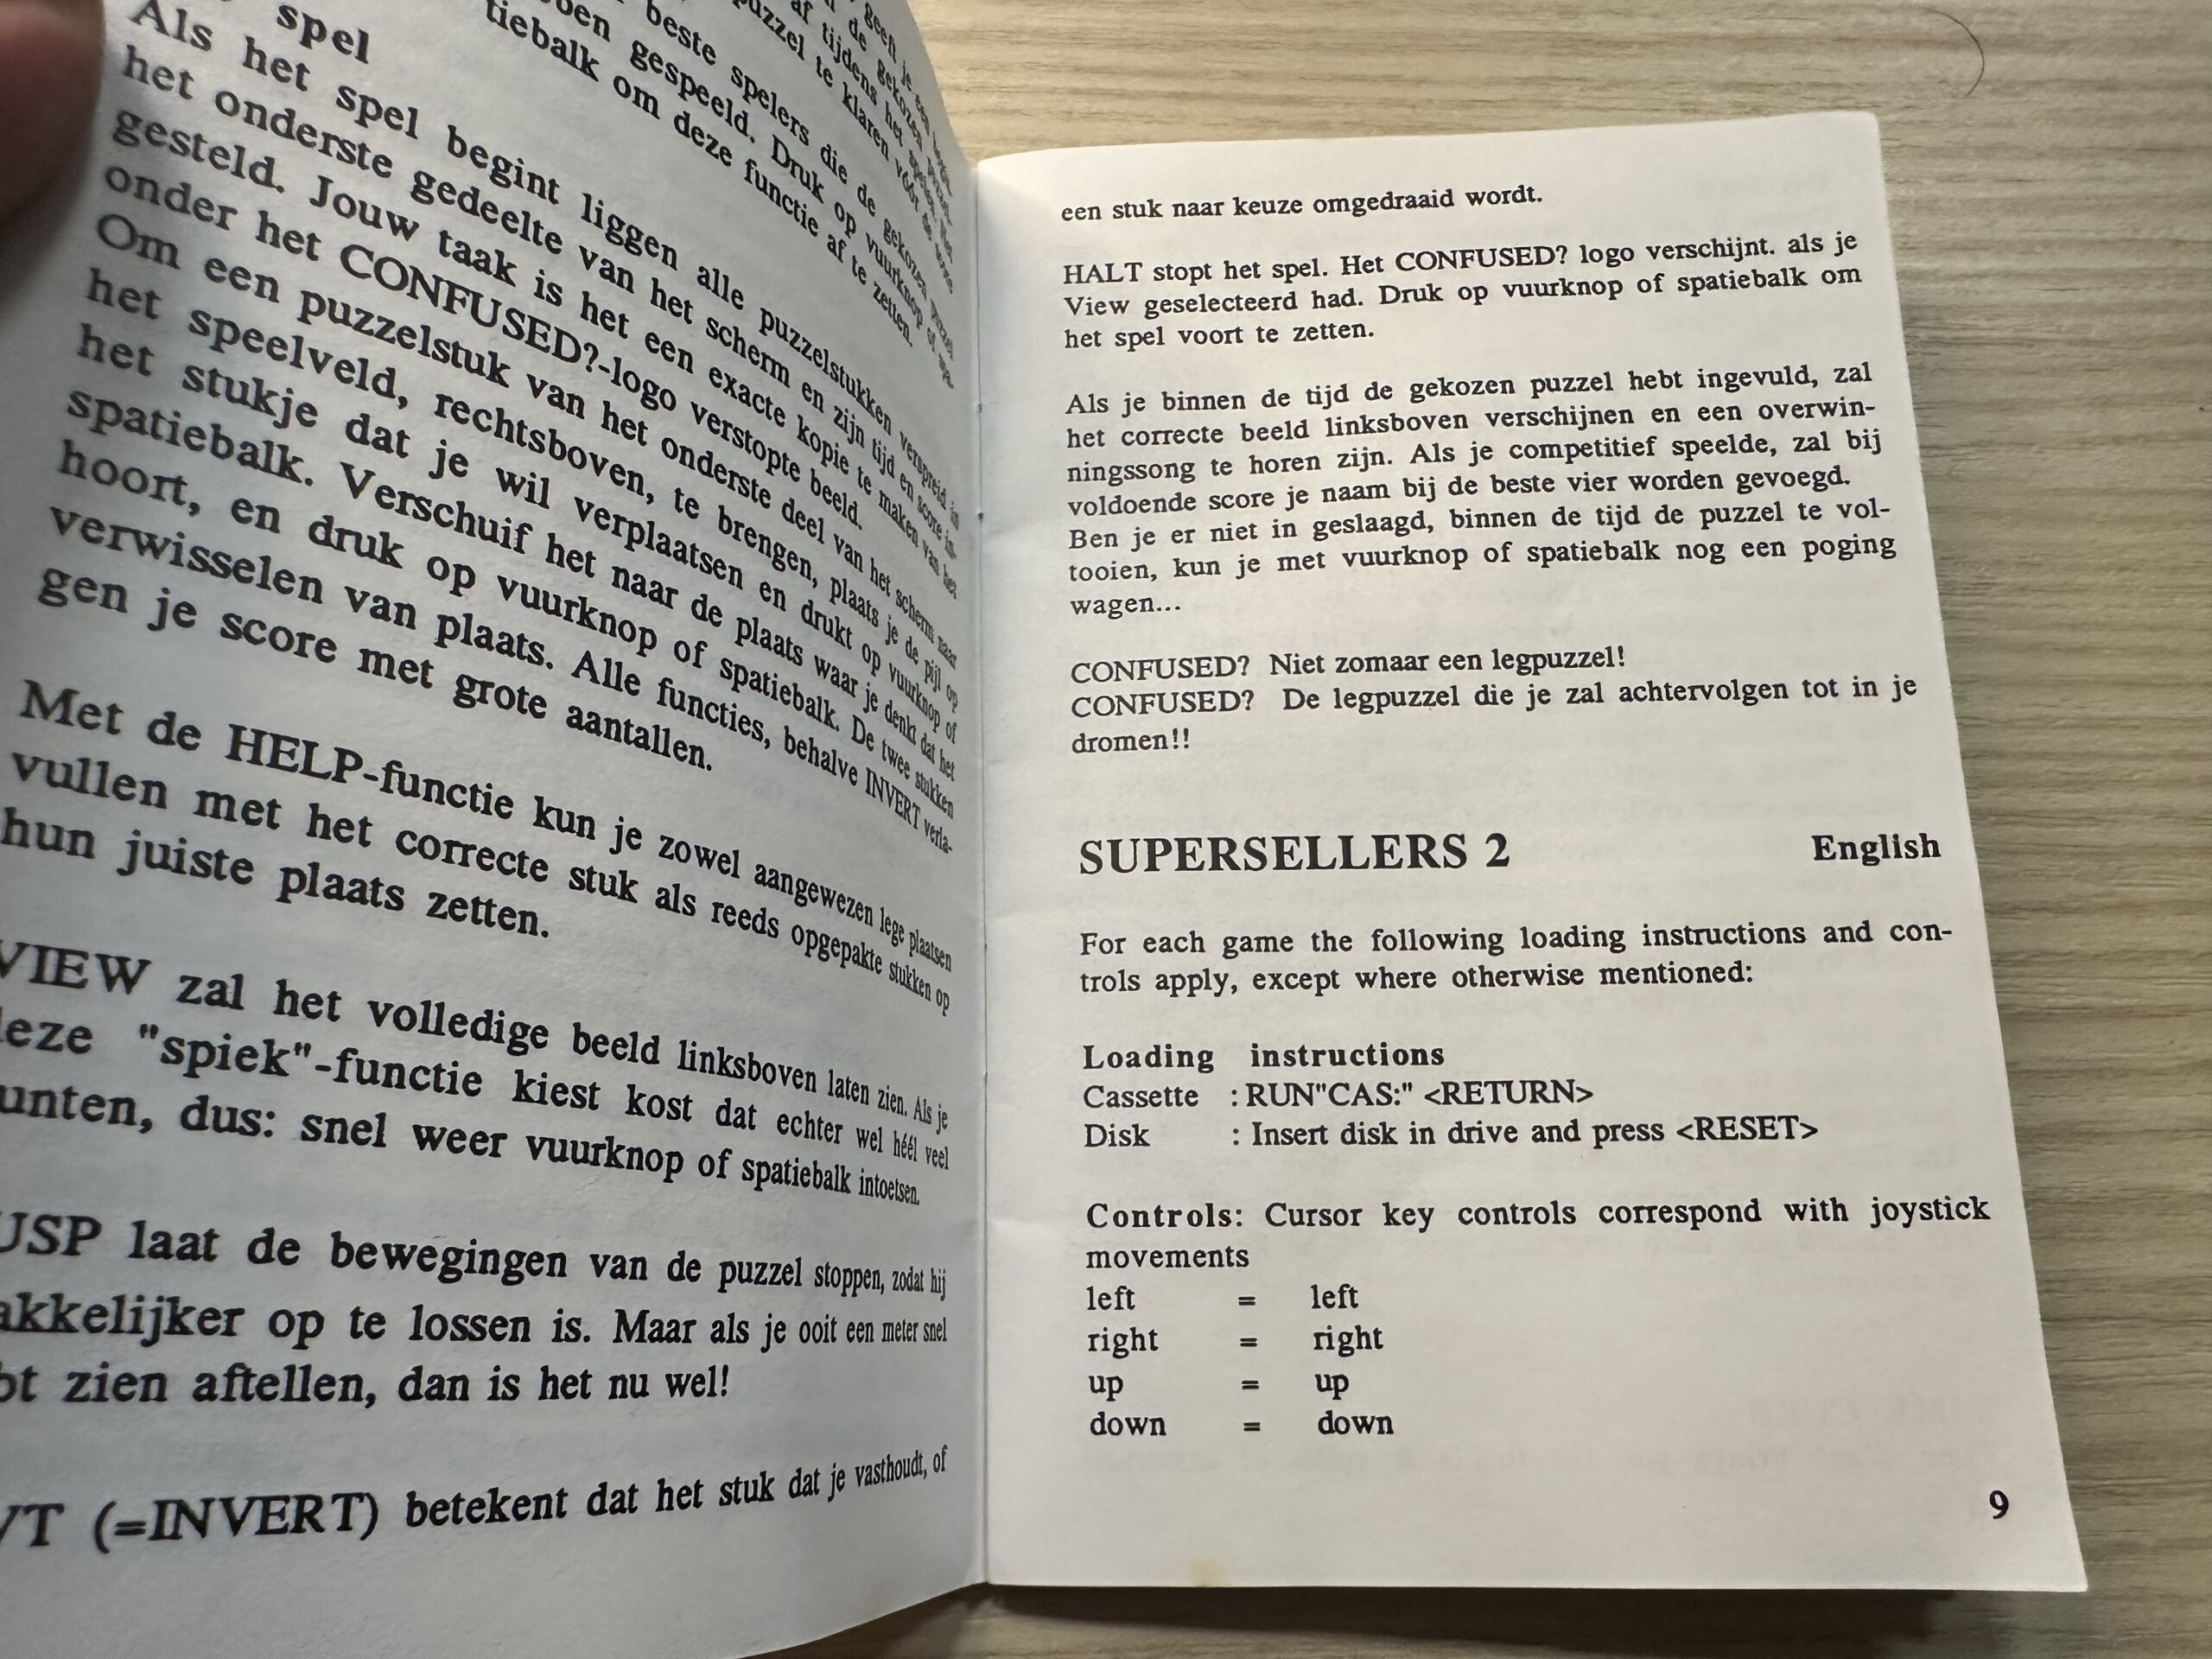 spel
Als het spel begint liggen alle puzzelstukken verspreid in
het onderste gedeelte van het scherm en zijn tijd en score in-
gesteld. Jouw taak is het een exacte kopie te maken van het
onder het CONFUSED?-logo verstopte beeld.
Om een puzzelstuk van het onderste deel van het scherm naar
het speelveld, rechtsboven, te brengen, plaats je de pijl op
het stukje dat je wil verplaatsen en drukt op vuurknop of
spatiebalk. Verschuif het naar de plaats waar je denkt dat het
hoort, en druk op vuurknop of spatiebalk. De twee stukken
verwisselen van plaats. Alle functies, behalve INVERT verla-
gen je score met grote aantallen.
Met de HELP-functie kun je zowel aangewezen lege plaatsen
vullen met het correcte stuk als reeds opgepakte stukken op
hun juiste plaats zetten.
VIEW zal het volledige beeld linksboven laten zien. Als je
deze "spiek"-functie kiest kost dat echter wel héél veel
unten, dus: snel weer vuurknop of spatiebalk intoetsen.
USP laat de bewegingen van de puzzel stoppen, zodat hij
akkelijker op te lossen is. Maar als je ooit een meter snel
bt zien aftellen, dan is het nu wel!
VT (=INVERT) betekent dat het stuk dat je vasthoudt, of
beste spelers die de gekozen
gespeeld. Druk op vuurknop of
tiebalk om deze functie af te zetten.
een stuk naar keuze omgedraaid wordt.
HALT stopt het spel. Het CONFUSED? logo verschijnt. als je
View geselecteerd had. Druk op vuurknop of spatiebalk om
het spel voort te zetten.
Als je binnen de tijd de gekozen puzzel hebt ingevuld, zal
het correcte beeld linksboven verschijnen en een overwin-
ningssong te horen zijn. Als je competitief speelde, zal bij
voldoende score je naam bij de beste vier worden gevoegd.
Ben je er niet in geslaagd, binnen de tijd de puzzel te vol-
tooien, kun je met vuurknop of spatiebalk nog een poging
wagen...
CONFUSED? Niet zomaar een legpuzzel!
CONFUSED? De legpuzzel die je zal achtervolgen tot in je
dromen!!
SUPERSELLERS 2 English
For each game the following loading instructions and con-
trols apply, except where otherwise mentioned:
Loading instructions
Cassette : RUN"CAS:" <RETURN>
Disk : Insert disk in drive and press <RESET>
Controls: Cursor key controls correspond with joystick
movements
left = left
right = right
up = up
down = down
9